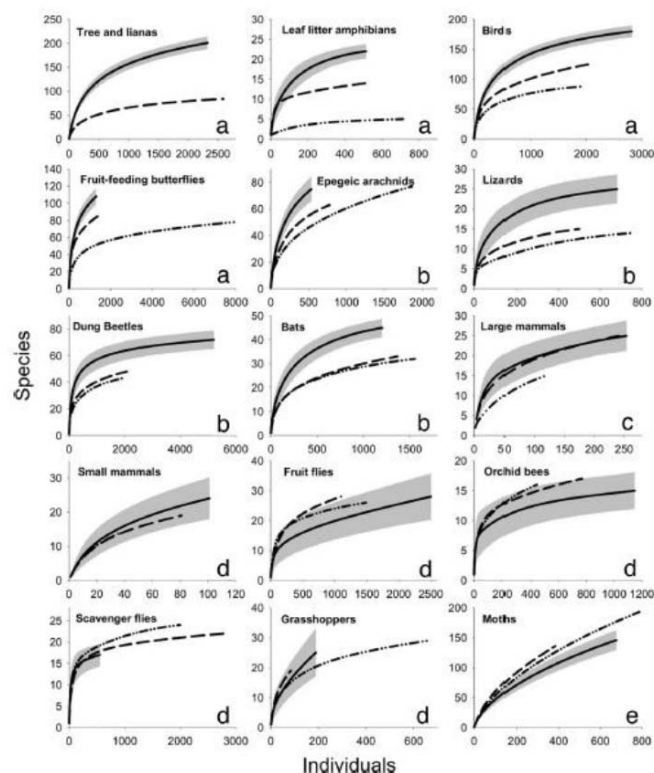 Tree and lianas
250
200
150
100
50
0
0 500 1000 1500 2000 2500
a
Leaf litter amphibians
25
20
15
10
5
0
0 200 400 600 800
a
Birds
200
150
100
50
0
0 1000 2000 3000
a
Fruit-feeding butterflies
140
120
100
80
60
40
20
0
0 2000 4000 6000 8000
a
Epegeic arachnids
80
60
40
20
0
0 500 1000 1500 2000
b
Lizards
30
25
20
15
10
5
0
0 200 400 600 800
b
Dung Beetles
100
80
60
40
20
0
0 1000 2000 3000 4000 5000 6000
b
Bats
50
40
30
20
10
0
0 500 1000 1500
b
Large mammals
30
25
20
15
10
5
0
0 50 100 150 200 250
c
Small mammals
30
20
10
0
0 20 40 60 80 100 120
d
Fruit flies
40
30
20
10
0
0 500 1000 1500 2000 2500
d
Orchid bees
20
15
10
5
0
0 200 400 600 800 1000 1200
d
Scavenger flies
25
20
15
10
5
0
0 1000 2000 3000
d
Grasshoppers
40
30
20
10
0
0 200 400 600
d
Moths
200
150
100
50
0
0 200 400 600 800
e
Species
Individuals